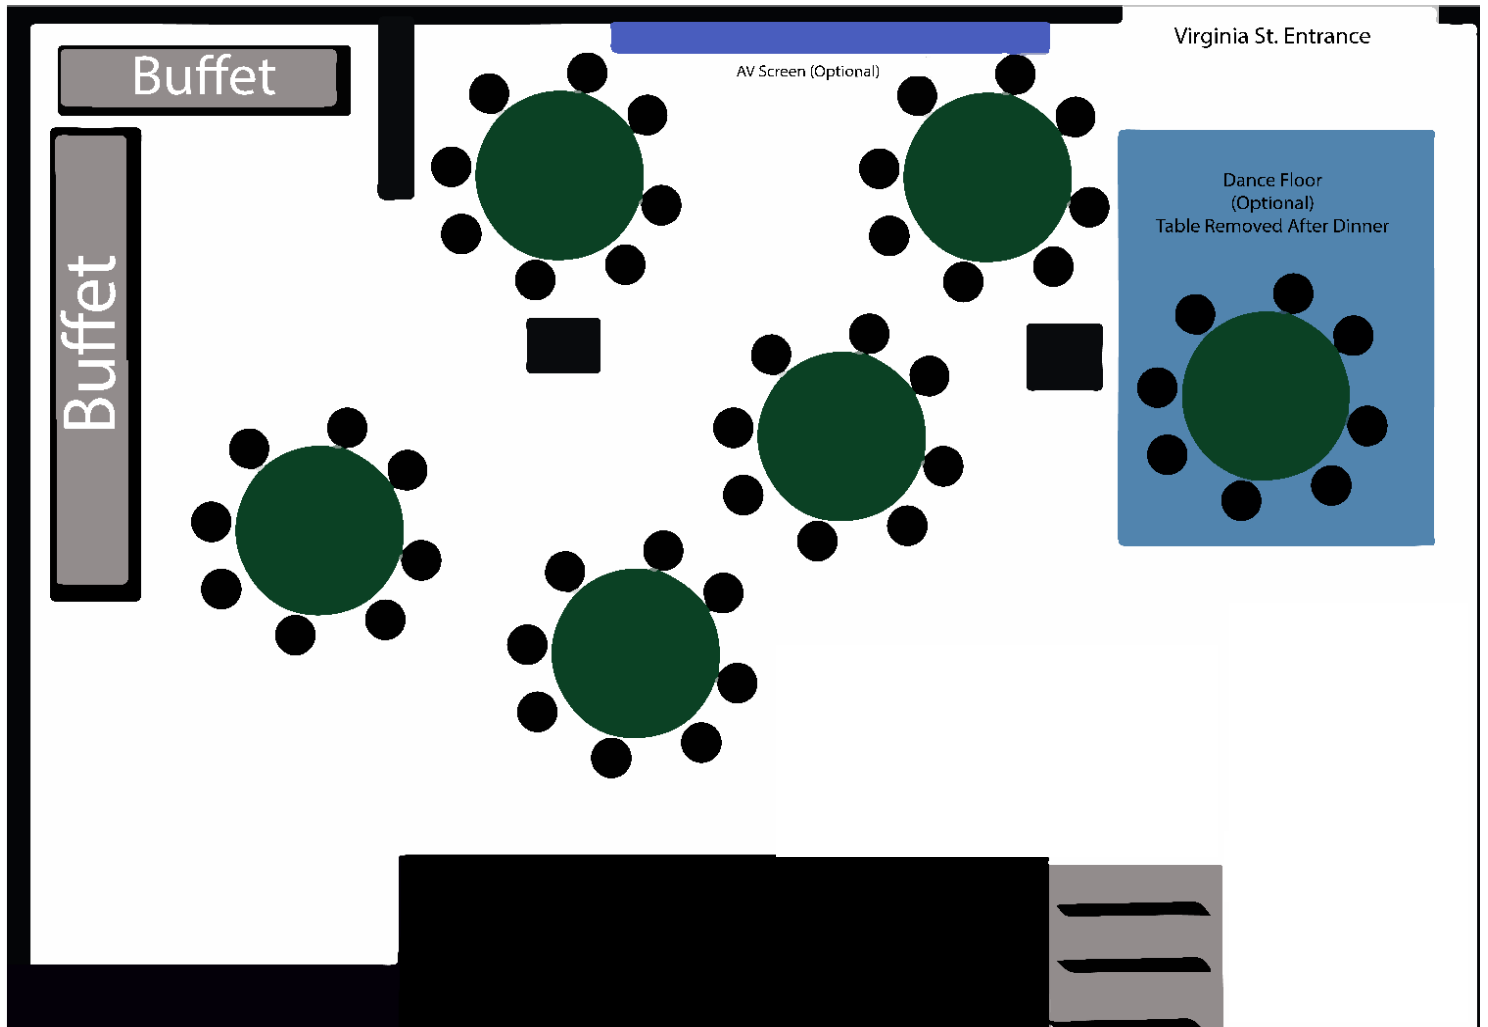 Buffet
Virginia St. Entrance
AV Screen (Optional)
Dance Floor
(Optional)
Table Removed After Dinner
Buffet